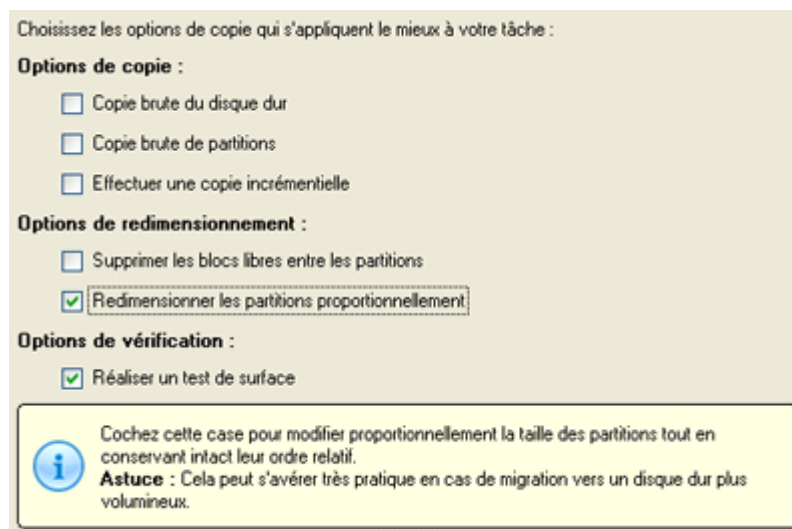 Choisissez les options de copie qui s'appliquent le mieux à votre tâche :
Options de copie :
Copie brute du disque dur
Copie brute de partitions
Effectuer une copie incrémentielle
Options de redimensionnement :
Supprimer les blocs libres entre les partitions
Redimensionner les partitions proportionnellement
Options de vérification :
Réaliser un test de surface
Cochez cette case pour modifier proportionnellement la taille des partitions tout en
conservant intact leur ordre relatif.
Astuce : Cela peut s'avérer très pratique en cas de migration vers un disque dur plus
volumineux.